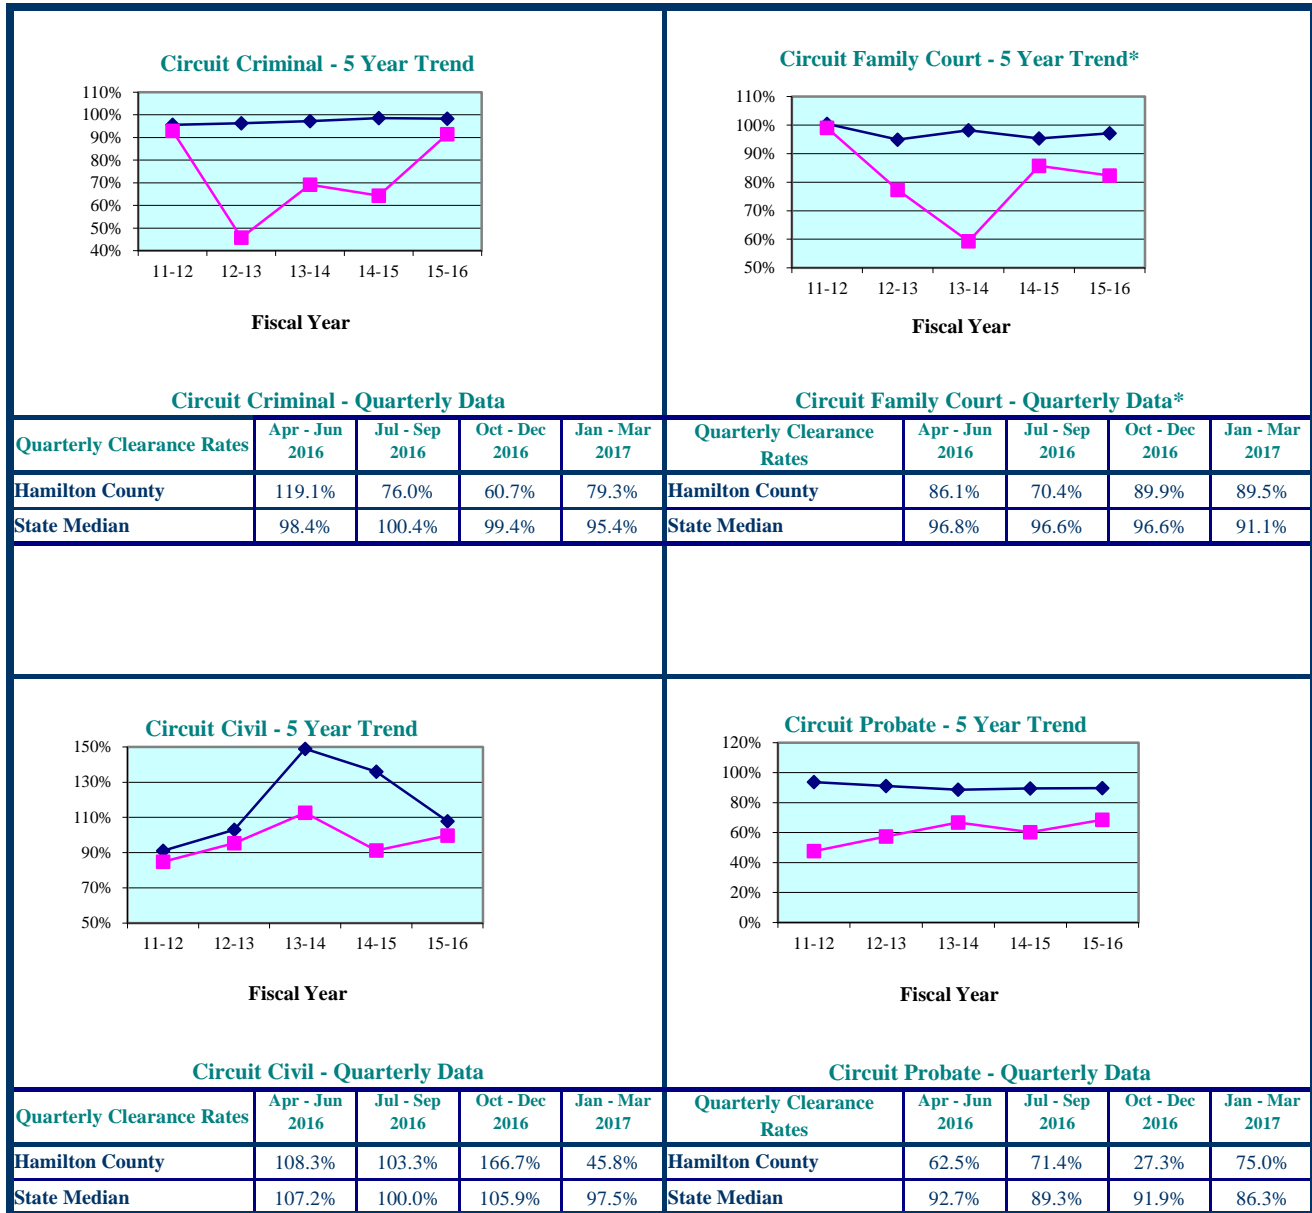 Circuit Criminal - 5 Year Trend
110%
100%
90%
80%
70%
60%
50%
40%
11-12 12-13 13-14 14-15 15-16
Fiscal Year
Circuit Family Court - 5 Year Trend*
110%
100%
90%
80%
70%
60%
50%
11-12 12-13 13-14 14-15 15-16
Fiscal Year
Circuit Criminal - Quarterly Data
Quarterly Clearance Rates Apr - Jun 2016 Jul - Sep 2016 Oct - Dec 2016 Jan - Mar 2017
Hamilton County 119.1% 76.0% 60.7% 79.3%
State Median 98.4% 100.4% 99.4% 95.4%
Circuit Family Court - Quarterly Data*
Quarterly Clearance Rates Apr - Jun 2016 Jul - Sep 2016 Oct - Dec 2016 Jan - Mar 2017
Hamilton County 86.1% 70.4% 89.9% 89.5%
State Median 96.8% 96.6% 96.6% 91.1%
Circuit Civil - 5 Year Trend
150%
130%
110%
90%
70%
50%
11-12 12-13 13-14 14-15 15-16
Fiscal Year
Circuit Probate - 5 Year Trend
120%
100%
80%
60%
40%
20%
0%
11-12 12-13 13-14 14-15 15-16
Fiscal Year
Circuit Civil - Quarterly Data
Quarterly Clearance Rates Apr - Jun 2016 Jul - Sep 2016 Oct - Dec 2016 Jan - Mar 2017
Hamilton County 108.3% 103.3% 166.7% 45.8%
State Median 107.2% 100.0% 105.9% 97.5%
Circuit Probate - Quarterly Data
Quarterly Clearance Rates Apr - Jun 2016 Jul - Sep 2016 Oct - Dec 2016 Jan - Mar 2017
Hamilton County 62.5% 71.4% 27.3% 75.0%
State Median 92.7% 89.3% 91.9% 86.3%